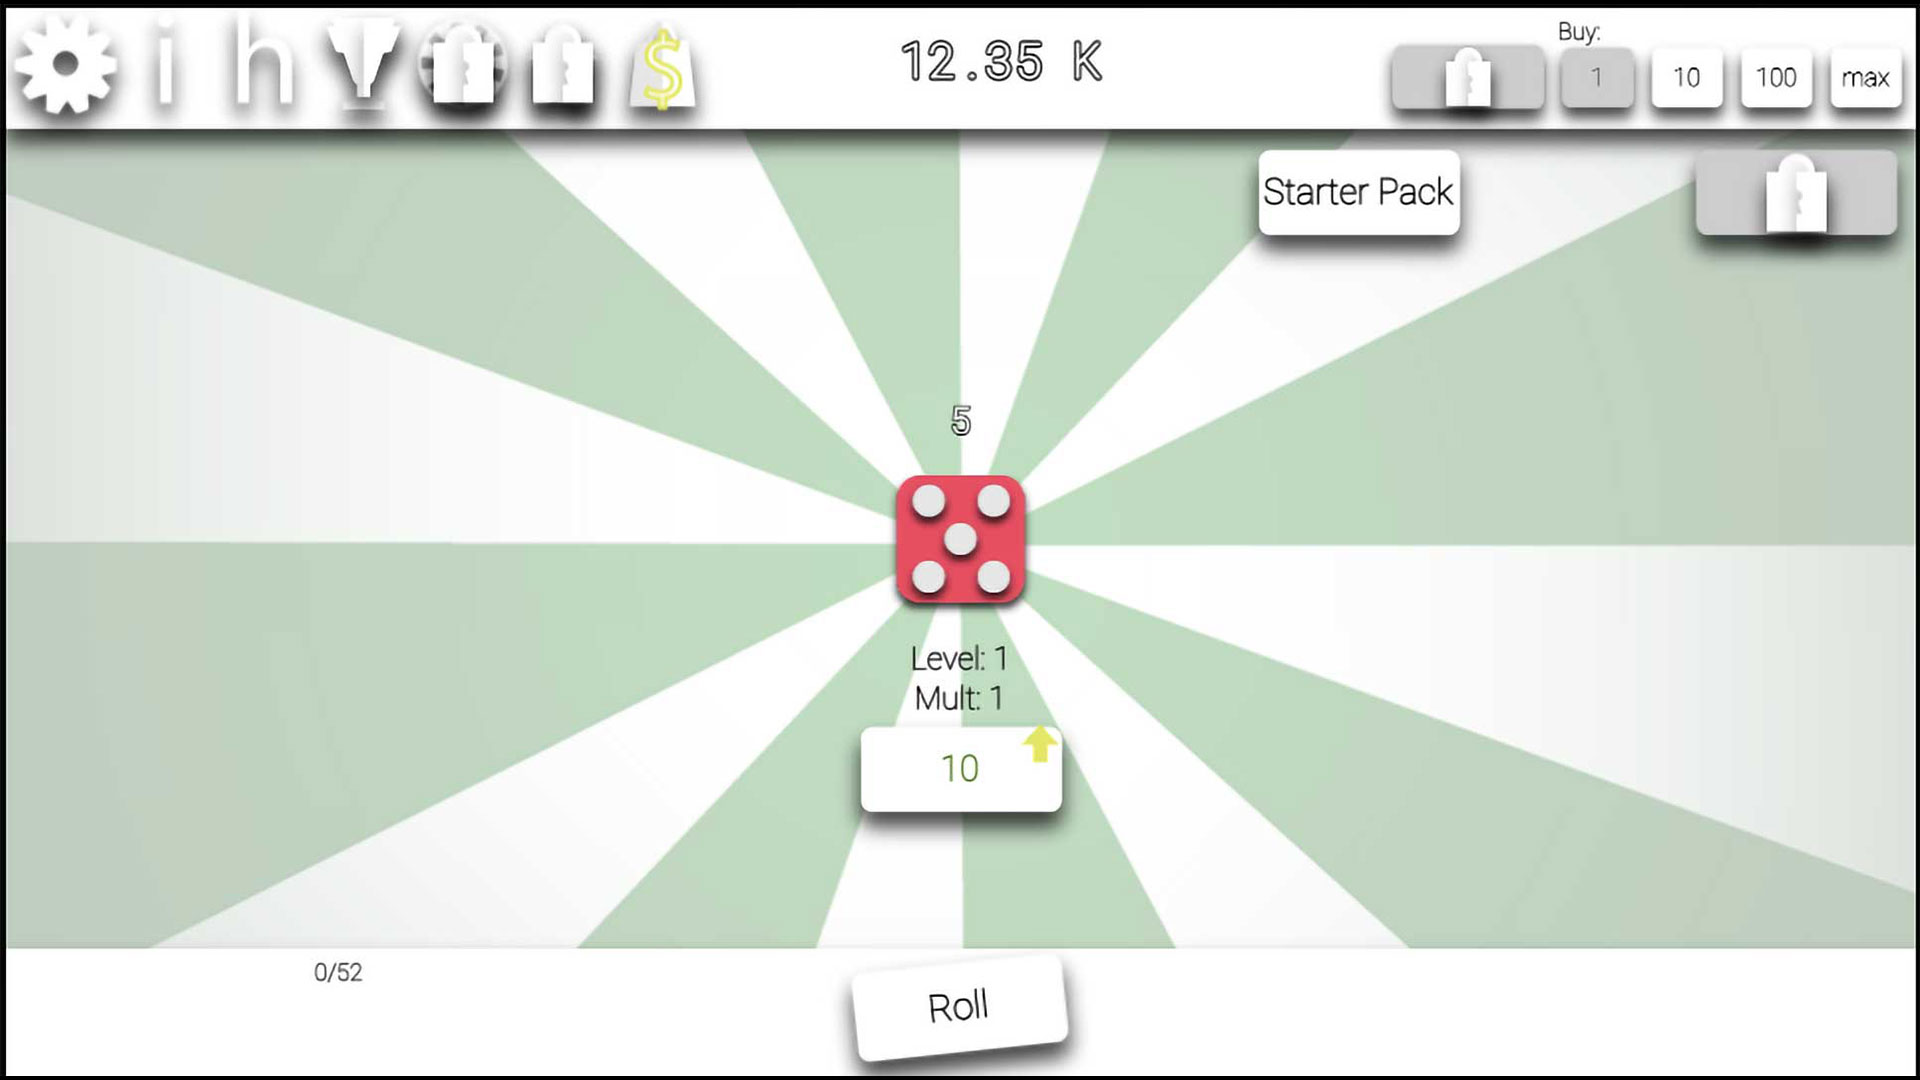 i h $
12.35 K
Buy:
1 10 100 max
Starter Pack
5
Level: 1
Mult: 1
10
0/52
Roll